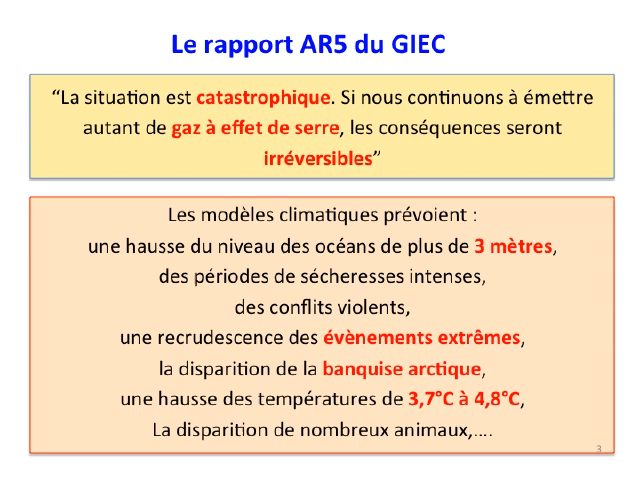 Le rapport AR5 du GIEC
“La situation est catastrophique. Si nous continuons à émettre
autant de gaz à effet de serre, les conséquences seront
irréversibles”
Les modèles climatiques prévoient :
une hausse du niveau des océans de plus de 3 mètres,
des périodes de sécheresses intenses,
des conflits violents,
une recrudescence des évènements extrêmes,
la disparition de la banquise arctique,
une hausse des températures de 3,7°C à 4,8°C,
La disparition de nombreux animaux,....
3